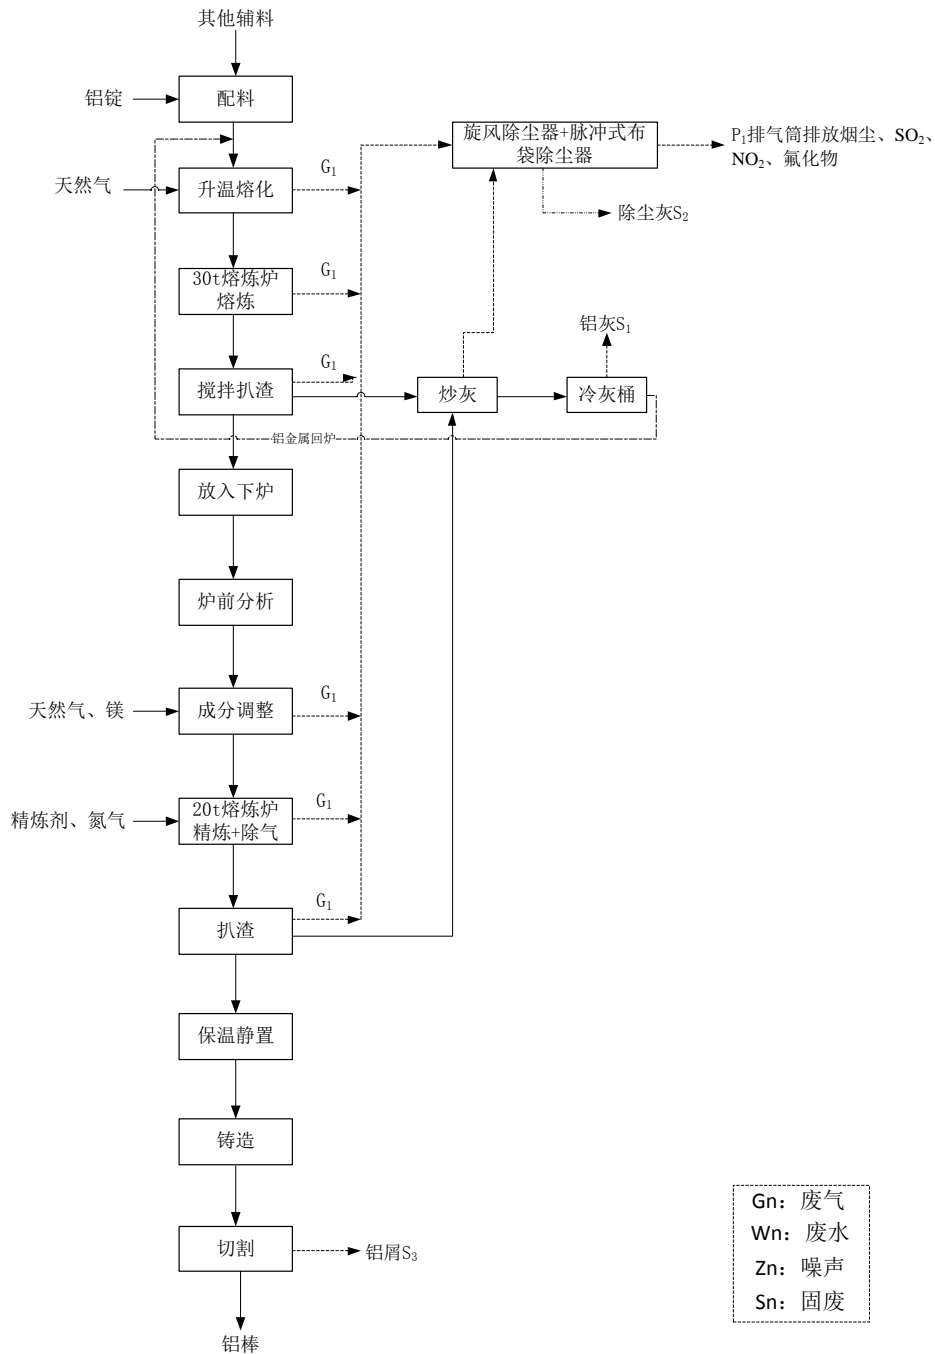 其他辅料
铝锭
配料
旋风除尘器+脉冲式布
袋除尘器
P₁排气筒排放烟尘、SO₂、
NO₂、氟化物
天然气
升温熔化
G₁
除尘灰S₂
30t熔炼炉
熔炼
G₁
铝灰S₁
搅拌扒渣
G₁
炒灰
冷灰桶
铝金属回炉
放入下炉
炉前分析
天然气、镁
成分调整
G₁
精炼剂、氮气
20t熔炼炉
精炼+除气
G₁
扒渣
G₁
保温静置
铸造
切割
铝屑S₃
铝棒
Gn：废气
Wn：废水
Zn：噪声
Sn：固废